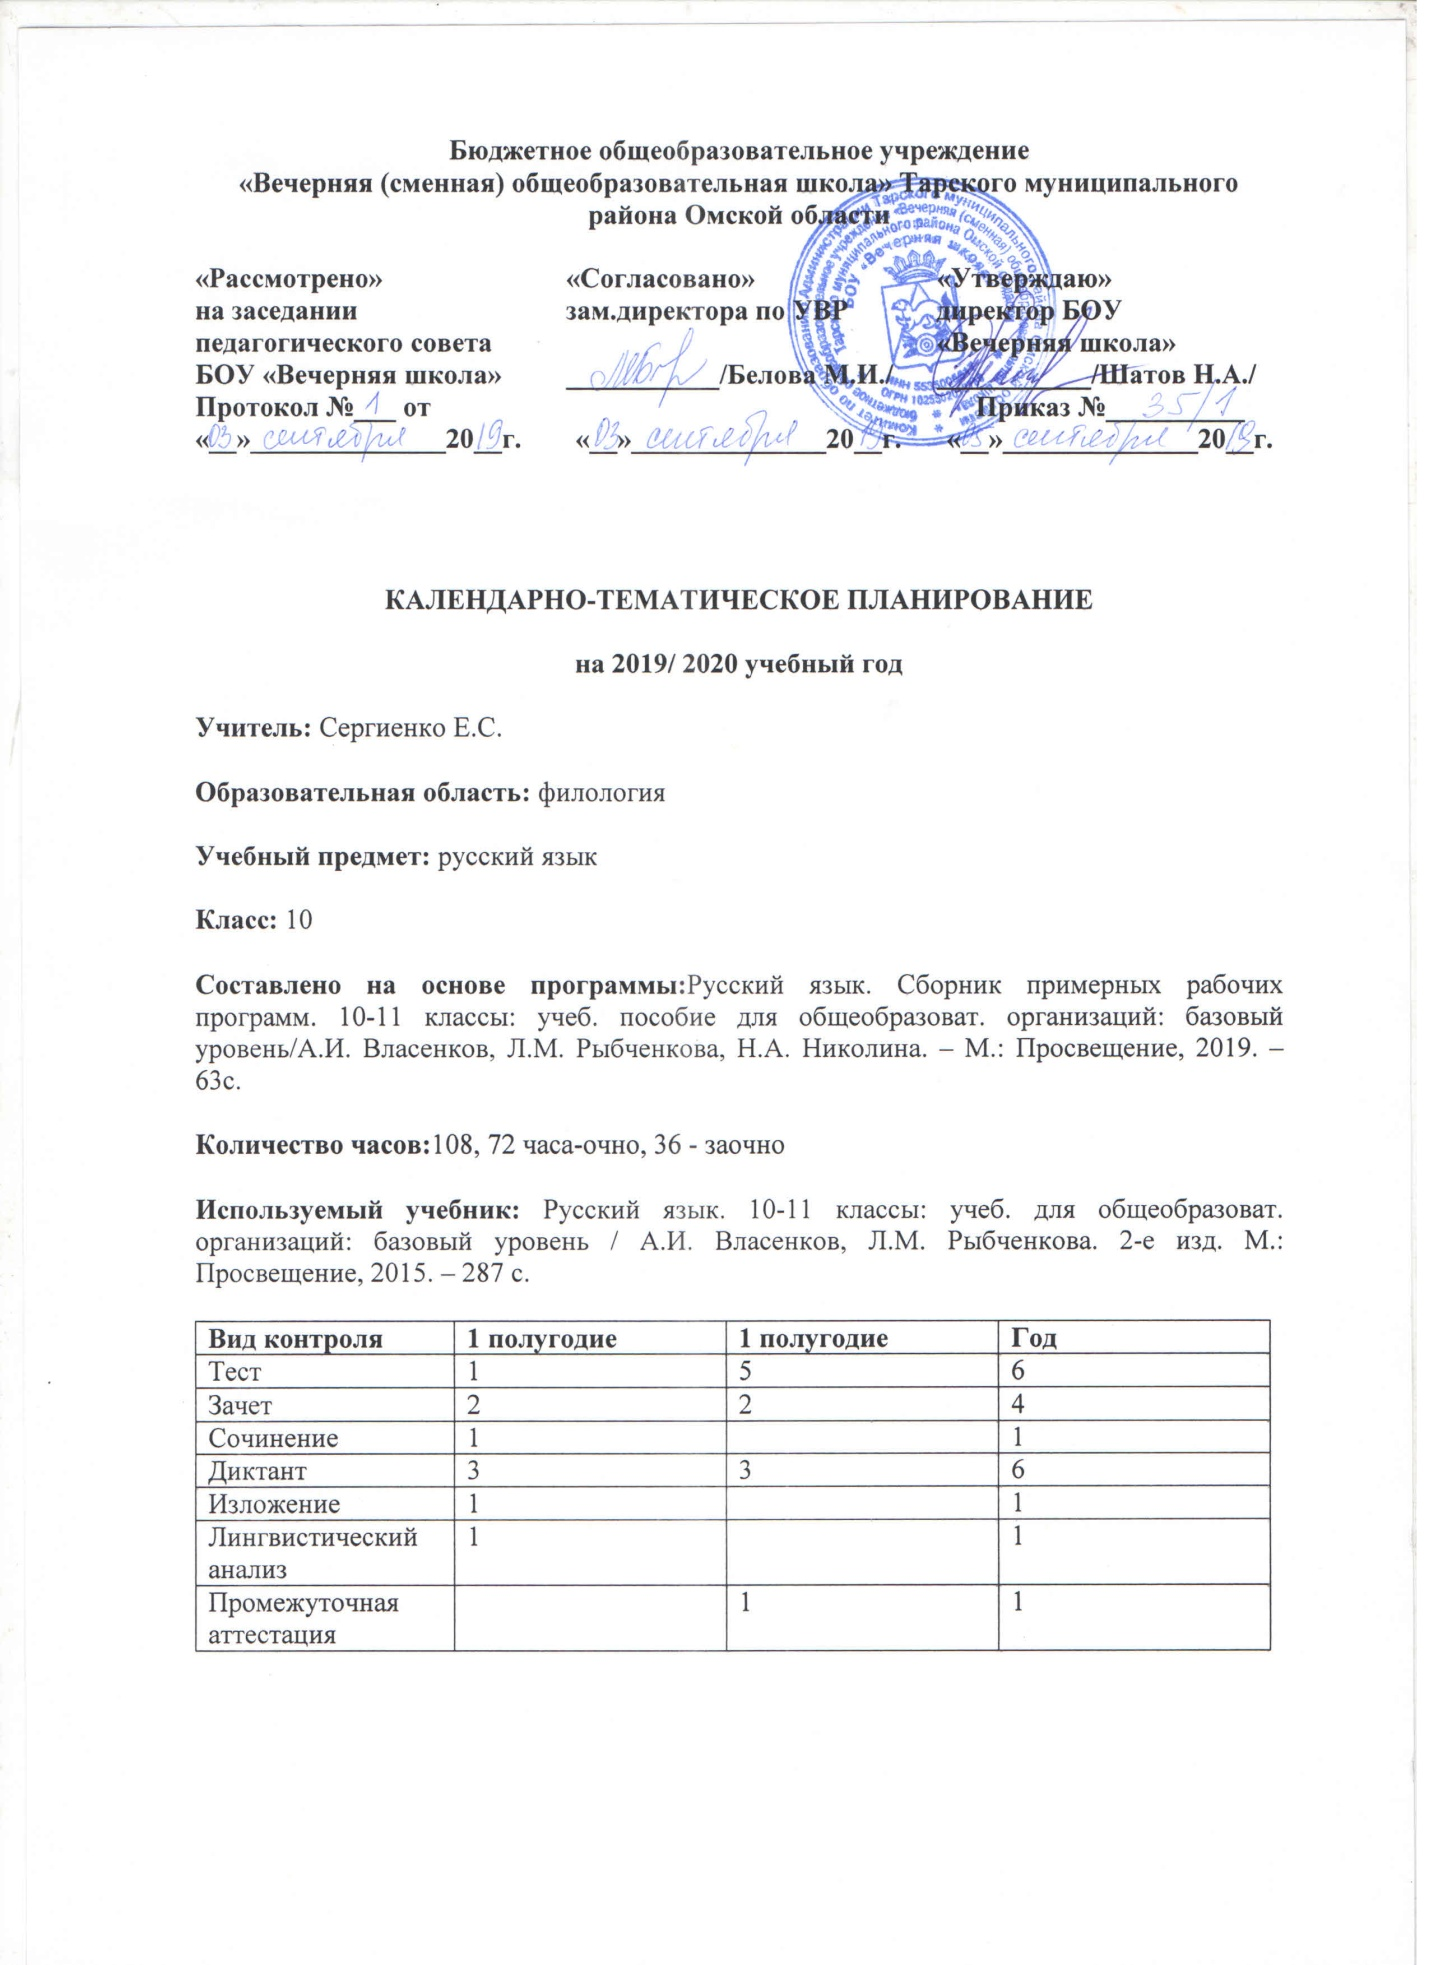 Бюджетное общеобразовательное учреждение
«Вечерняя (сменная) общеобразовательная школа» Тарского муниципального
района Омской области
«Рассмотрено»
на заседании
педагогического совета
БОУ «Вечерняя школа»
Протокол № 1 от
«03» сентября 2019г.
«Согласовано»
зам.директора по УВР
/Белова М.И./
«03» сентября 2019г.
«Утверждаю»
директор БОУ
«Вечерняя школа»
/Шатов Н.А./
Приказ № 35/1
«03» сентября 2019г.
КАЛЕНДАРНО-ТЕМАТИЧЕСКОЕ ПЛАНИРОВАНИЕ
на 2019/ 2020 учебный год
Учитель: Сергиенко Е.С.
Образовательная область: филология
Учебный предмет: русский язык
Класс: 10
Составлено на основе программы:Русский язык. Сборник примерных рабочих
программ. 10-11 классы: учеб. пособие для общеобразоват. организаций: базовый
уровень/А.И. Власенков, Л.М. Рыбченкова, Н.А. Николина. – М.: Просвещение, 2019. –
63с.
Количество часов:108, 72 часа-очно, 36 - заочно
Используемый учебник: Русский язык. 10-11 классы: учеб. для общеобразоват.
организаций: базовый уровень / А.И. Власенков, Л.М. Рыбченкова. 2-е изд. М.:
Просвещение, 2015. – 287 с.
Вид контроля 1 полугодие 1 полугодие Год
Тест 1 5 6
Зачет 2 2 4
Сочинение 1 1
Диктант 3 3 6
Изложение 1 1
Лингвистический 1 1
анализ
Промежуточная 1 1
аттестация